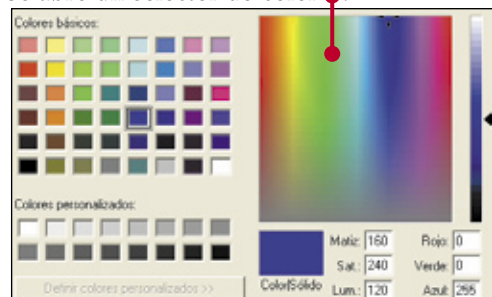 Colores básicos:
Colores personalizados:
Definir colores personalizados >>
Color|Sólido
Matiz: 160
Sat.: 240
Lum.: 120
Rojo: 0
Verde: 0
Azul: 255